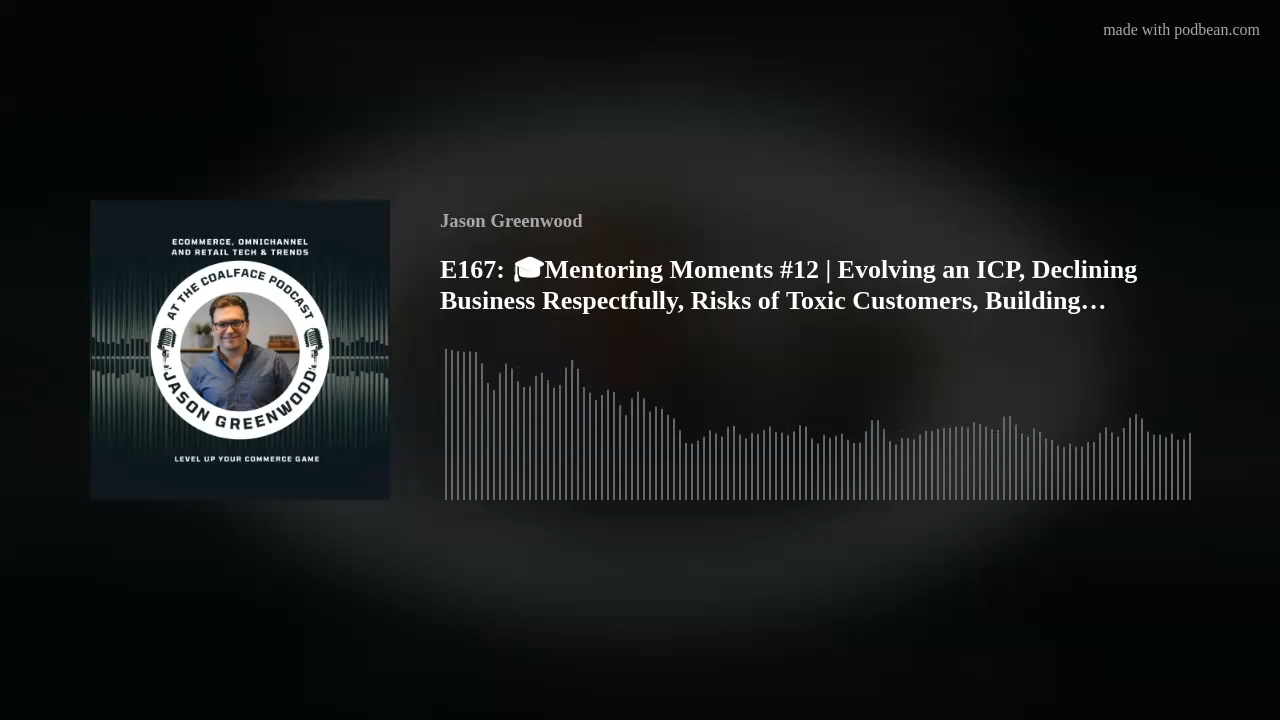 made with podbean.com
ECOMMERCE, OMNICHANNEL
AND RETAIL TECH & TRENDS
AT THE COALFACE PODCAST
JASON GREENWOOD
LEVEL UP YOUR COMMERCE GAME
Jason Greenwood
E167: 🎓Mentoring Moments #12 | Evolving an ICP, Declining
Business Respectfully, Risks of Toxic Customers, Building…